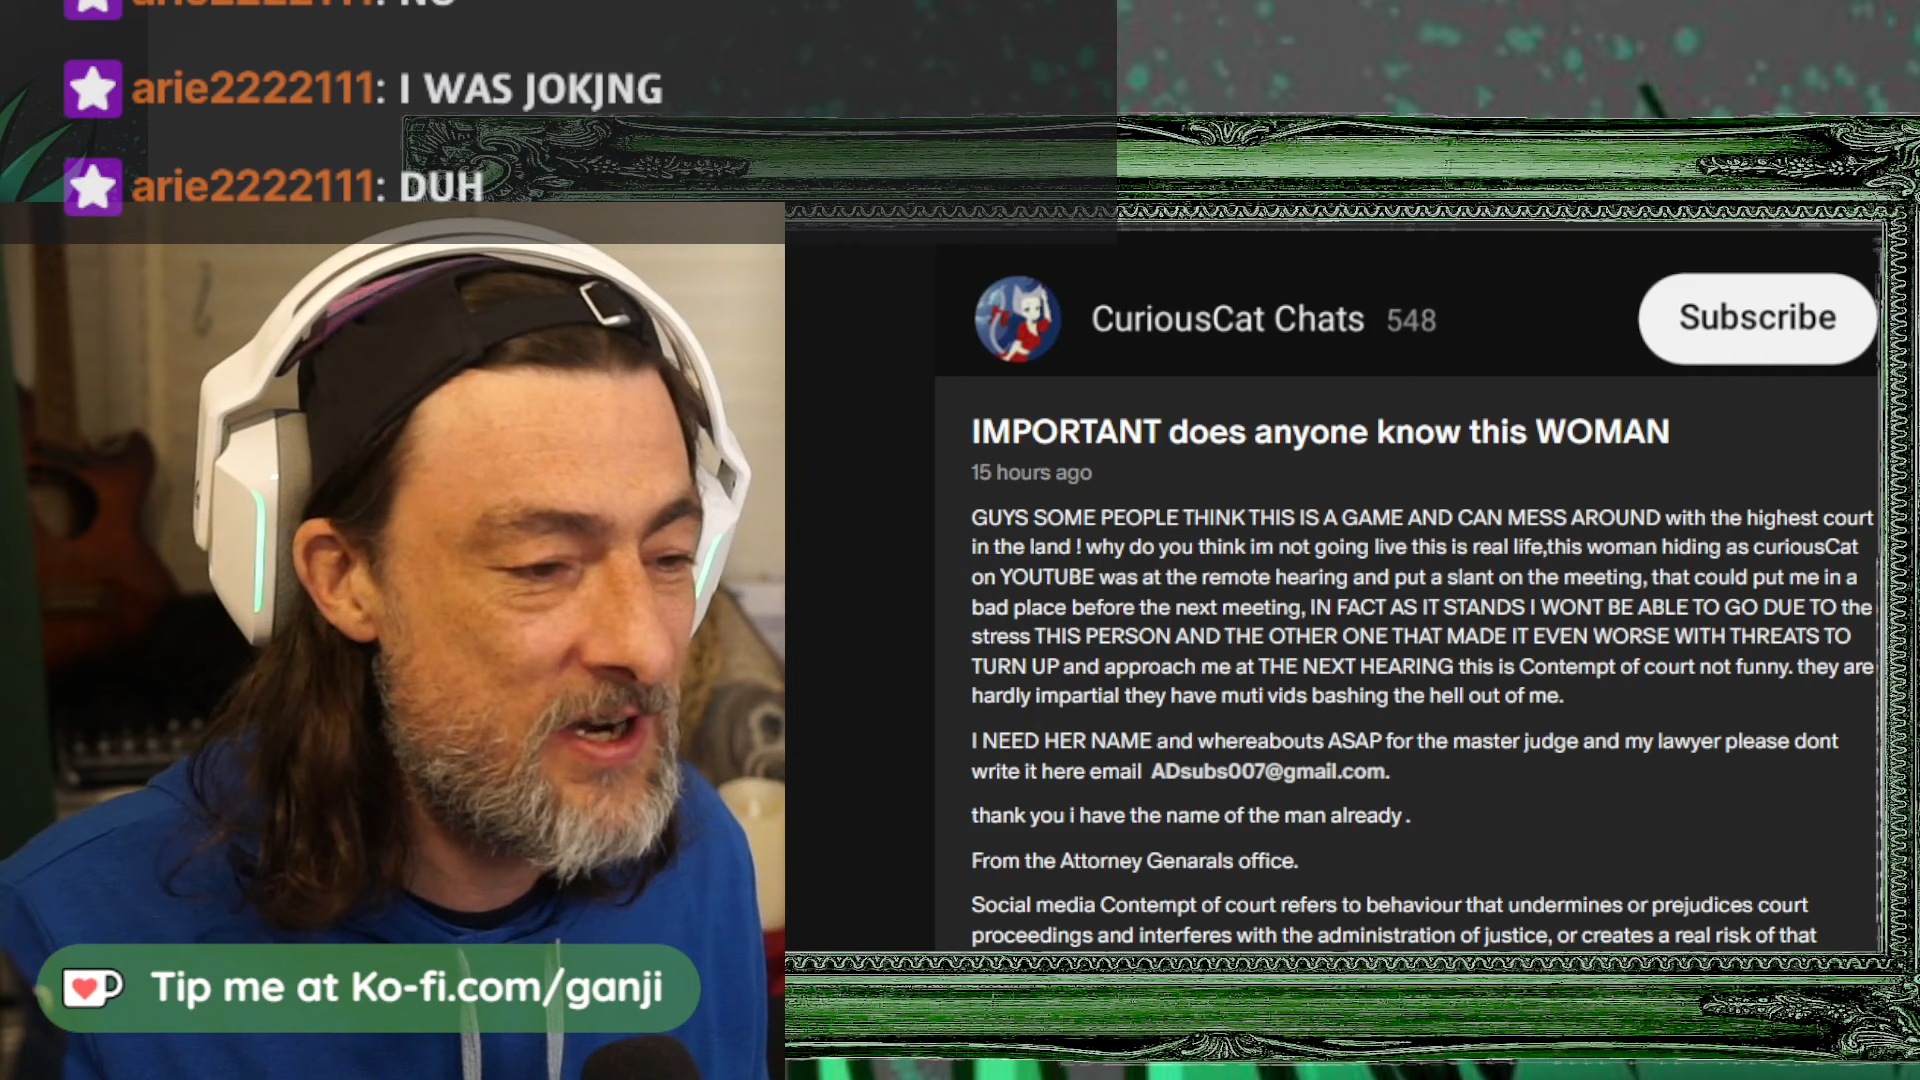 arie2222111: NO
arie2222111: I WAS JOKJNG
arie2222111: DUH
CuriousCat Chats 548
Subscribe
IMPORTANT does anyone know this WOMAN
15 hours ago
GUYS SOME PEOPLE THINK THIS IS A GAME AND CAN MESS AROUND with the highest court
in the land ! why do you think im not going live this is real life,this woman hiding as curiousCat
on YOUTUBE was at the remote hearing and put a slant on the meeting, that could put me in a
bad place before the next meeting, IN FACT AS IT STANDS I WONT BE ABLE TO GO DUE TO the
stress THIS PERSON AND THE OTHER ONE THAT MADE IT EVEN WORSE WITH THREATS TO
TURN UP and approach me at THE NEXT HEARING this is Contempt of court not funny. they are
hardly impartial they have muti vids bashing the hell out of me.
I NEED HER NAME and whereabouts ASAP for the master judge and my lawyer please dont
write it here email ADsubs007@gmail.com.
thank you i have the name of the man already .
From the Attorney Genarals office.
Social media Contempt of court refers to behaviour that undermines or prejudices court
proceedings and interferes with the administration of justice, or creates a real risk of that
Tip me at Ko-fi.com/ganji